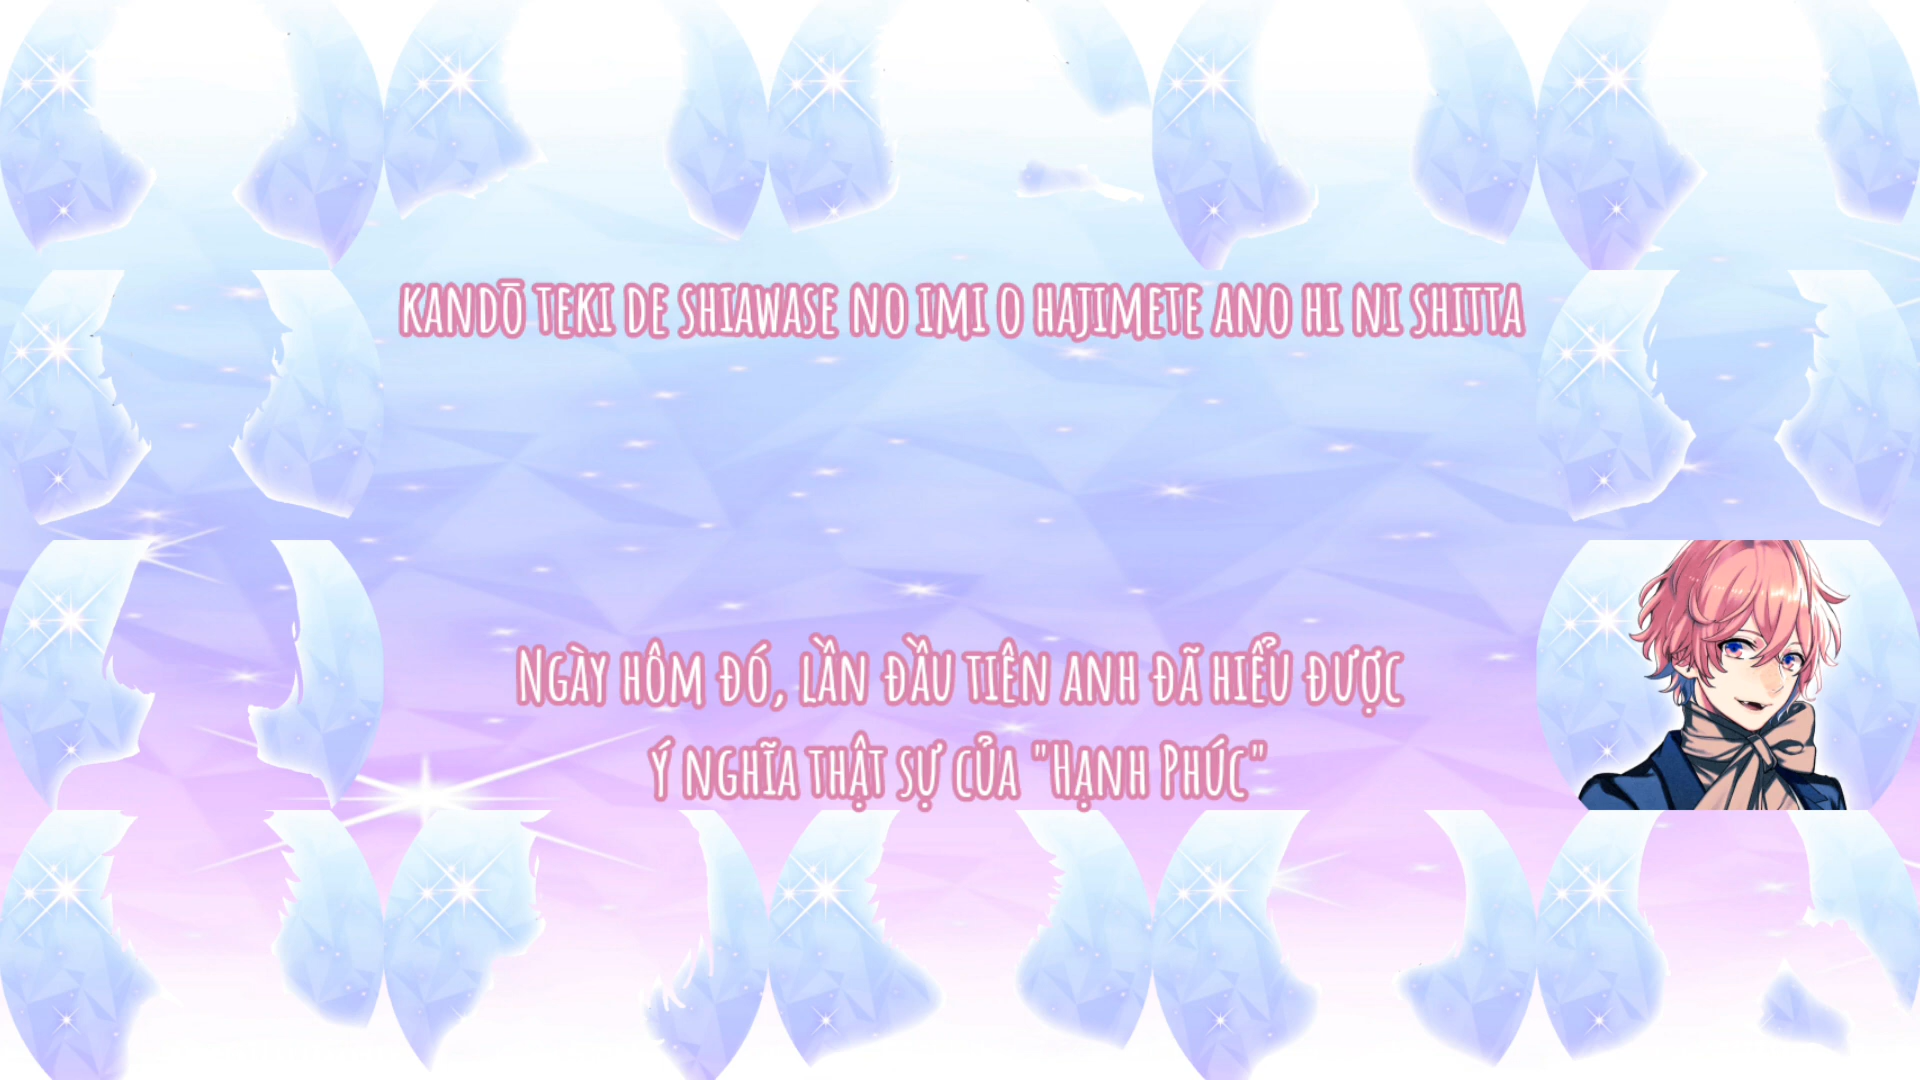 kandō teki de shiawase no imi o hajimete ano hi ni shitta
Ngày hôm đó, lần đầu tiên anh đã hiểu được
ý nghĩa thật sự của "Hạnh Phúc"